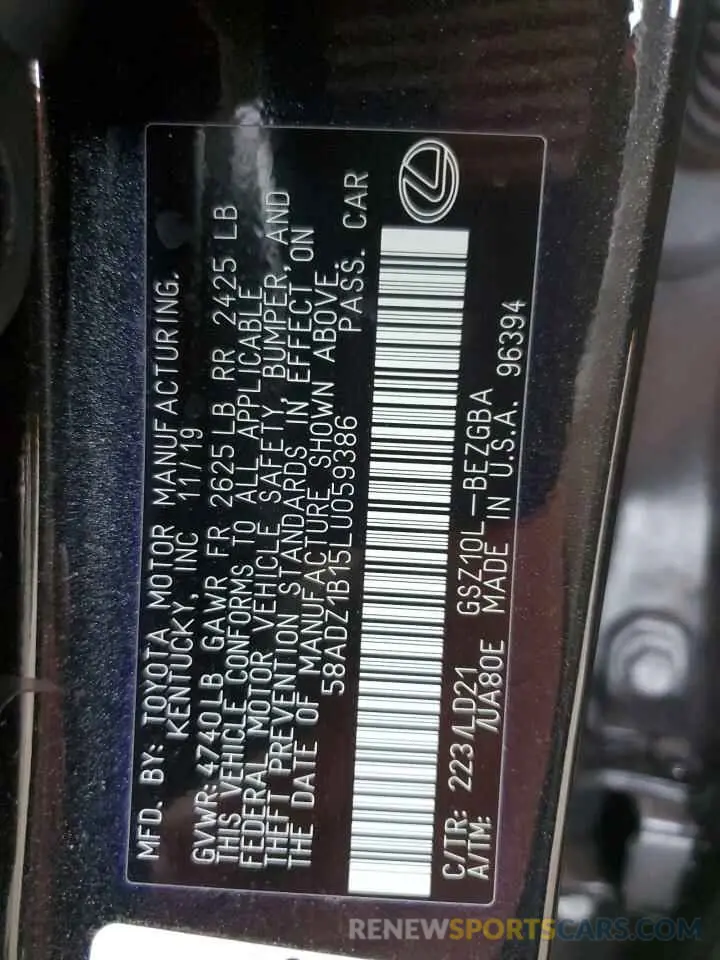 MFD. BY: TOYOTA MOTOR MANUFACTURING,
KENTUCKY, INC 11/19
GVWR: 4740 LB GAWR FR 2625 LB RR 2425 LB
THIS VEHICLE CONFORMS TO ALL APPLICABLE
FEDERAL MOTOR VEHICLE SAFETY, BUMPER, AND
THEFT PREVENTION STANDARDS IN EFFECT ON
THE DATE OF MANUFACTURE SHOWN ABOVE.
58ADZ1B15LU059386 PASS. CAR
C/TR: 223/LD21 GSZ10L-BEZGBA
A/TM: /UA80E MADE IN U.S.A. 96394
RENEWSPORTSCARS.COM